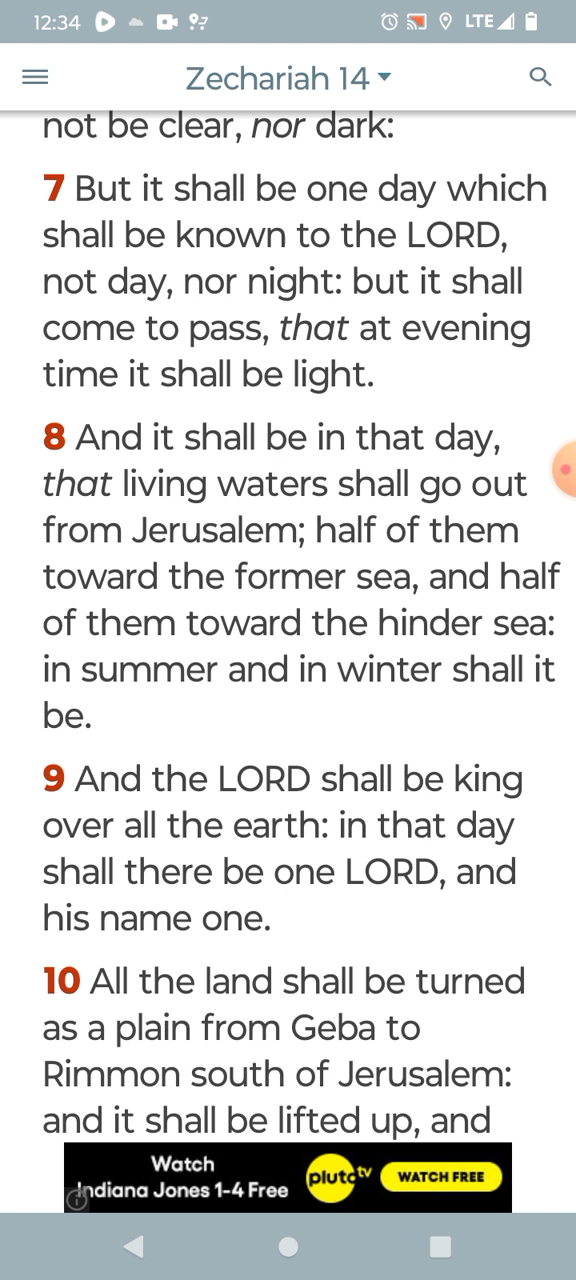 12:34 LTE
Zechariah 14
not be clear, nor dark:
7 But it shall be one day which
shall be known to the LORD,
not day, nor night: but it shall
come to pass, that at evening
time it shall be light.
8 And it shall be in that day,
that living waters shall go out
from Jerusalem; half of them
toward the former sea, and half
of them toward the hinder sea:
in summer and in winter shall it
be.
9 And the LORD shall be king
over all the earth: in that day
shall there be one LORD, and
his name one.
10 All the land shall be turned
as a plain from Geba to
Rimmon south of Jerusalem:
and it shall be lifted up, and
Watch
Indiana Jones 1-4 Free
pluto tv
WATCH FREE